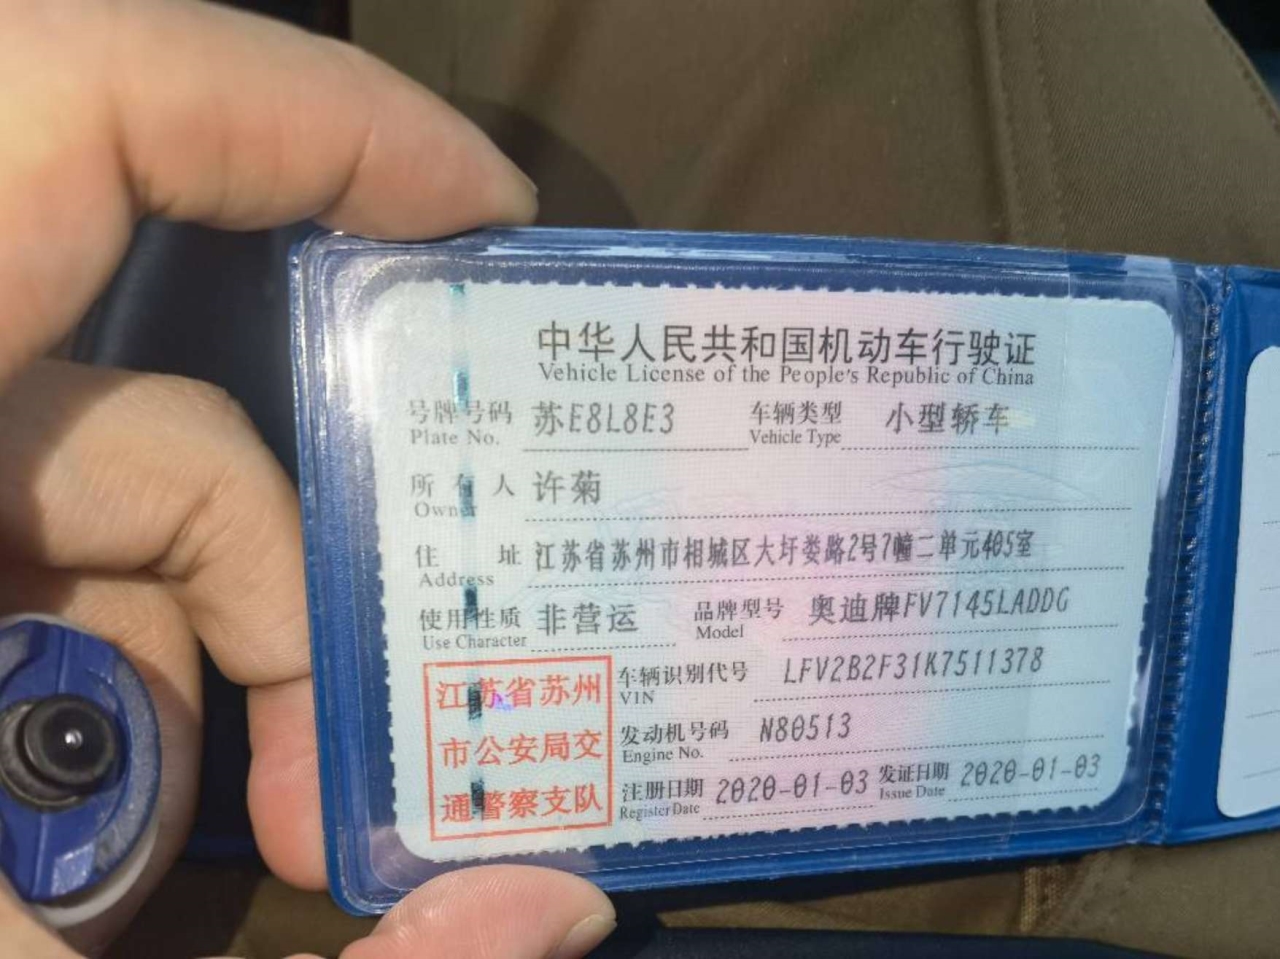 中华人民共和国机动车行驶证
Vehicle License of the People's Republic of China
号牌号码 苏E8L8E3 车辆类型 小型轿车
Plate No. Vehicle Type
所有人 许菊
Owner
住址 江苏省苏州市相城区大圩娄路2号7幢二单元405室
Address
使用性质 非营运 品牌型号 奥迪牌FV7145LADDG
Use Character Model
江苏省苏州
市公安局交
通警察支队
车辆识别代号 LFV2B2F31K7511378
VIN
发动机号码 N80513
Engine No.
注册日期 2020-01-03 发证日期 2020-01-03
Register Date Issue Date